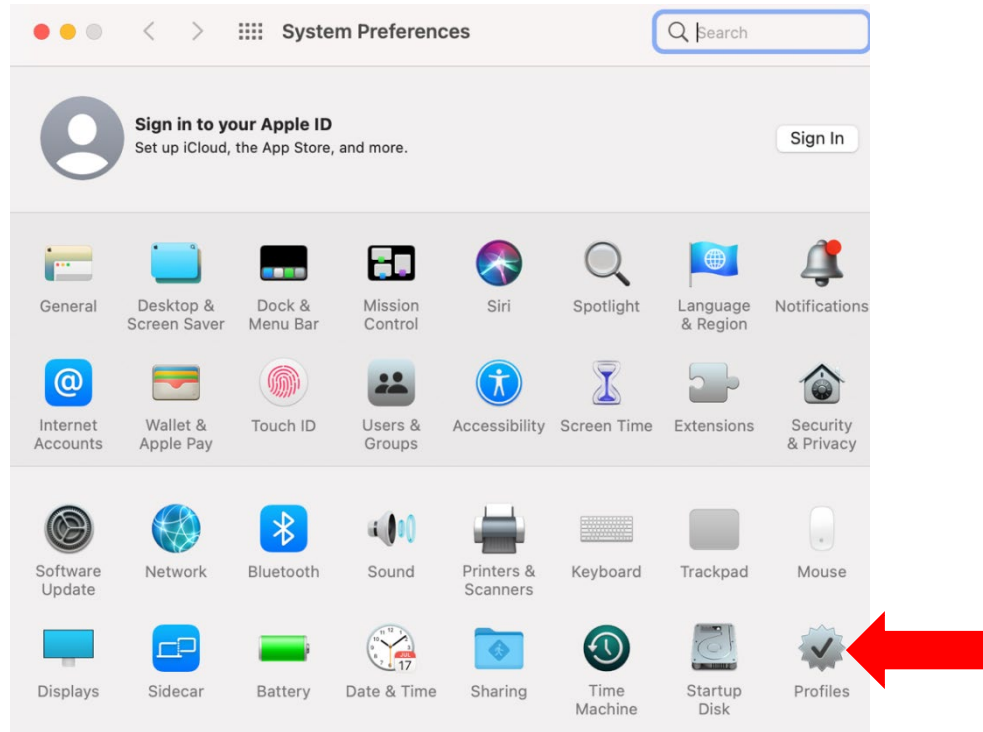 System Preferences
Search
Sign in to your Apple ID
Set up iCloud, the App Store, and more.
Sign In
General
Desktop &
Screen Saver
Dock &
Menu Bar
Mission
Control
Siri
Spotlight
Language
& Region
Notifications
Internet
Accounts
Wallet &
Apple Pay
Touch ID
Users &
Groups
Accessibility
Screen Time
Extensions
Security
& Privacy
Software
Update
Network
Bluetooth
Sound
Printers &
Scanners
Keyboard
Trackpad
Mouse
Displays
Sidecar
Battery
12
JUL
17
Date & Time
Sharing
Time
Machine
Startup
Disk
Profiles